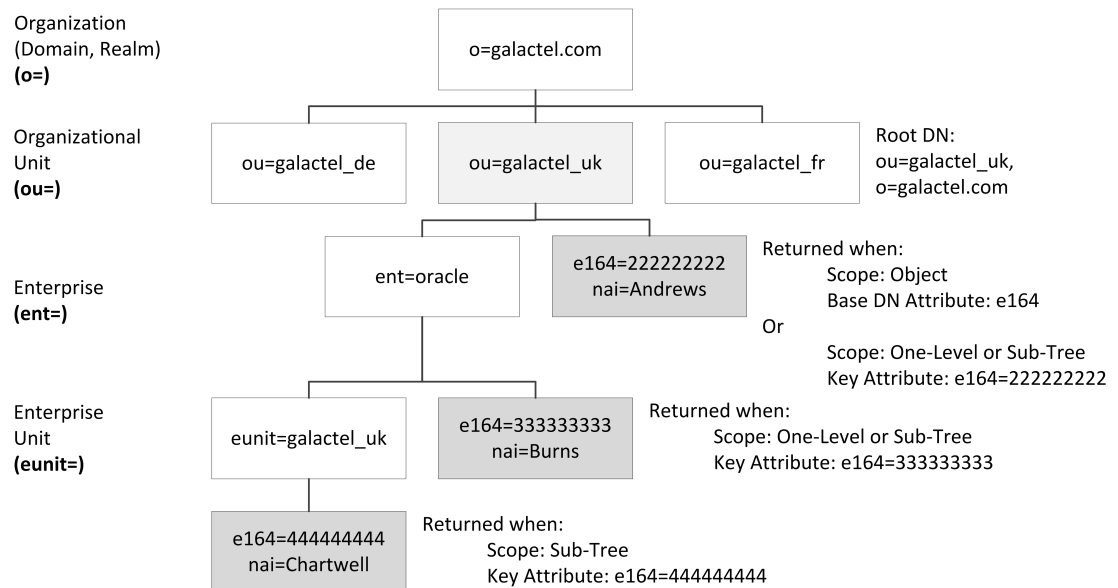 Organization
(Domain, Realm)
(o=)
o=galactel.com
Organizational
Unit
(ou=)
ou=galactel_de
ou=galactel_uk
ou=galactel_fr
Root DN:
ou=galactel_uk,
o=galactel.com
Enterprise
(ent=)
ent=oracle
e164=222222222
nai=Andrews
Returned when:
Scope: Object
Base DN Attribute: e164
Or
Scope: One-Level or Sub-Tree
Key Attribute: e164=222222222
Enterprise
Unit
(eunit=)
eunit=galactel_uk
e164=333333333
nai=Burns
Returned when:
Scope: One-Level or Sub-Tree
Key Attribute: e164=333333333
e164=444444444
nai=Chartwell
Returned when:
Scope: Sub-Tree
Key Attribute: e164=444444444